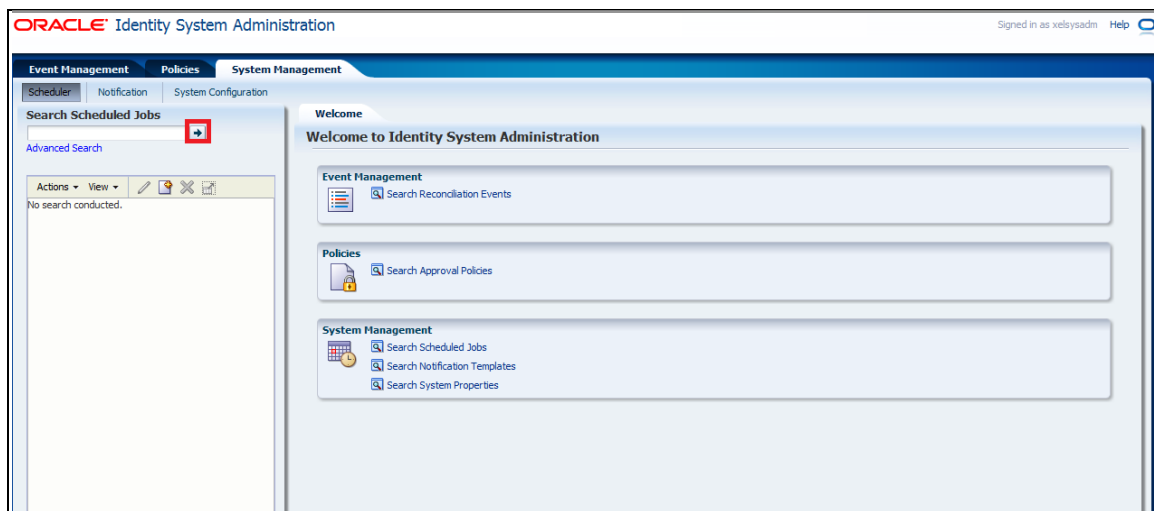 ORACLE Identity System Administration
Signed in as xelsysadm Help
Event Management Policies System Management
Scheduler Notification System Configuration
Search Scheduled Jobs
Advanced Search
Actions View
No search conducted.
Welcome
Welcome to Identity System Administration
Event Management
Search Reconciliation Events
Policies
Search Approval Policies
System Management
Search Scheduled Jobs
Search Notification Templates
Search System Properties